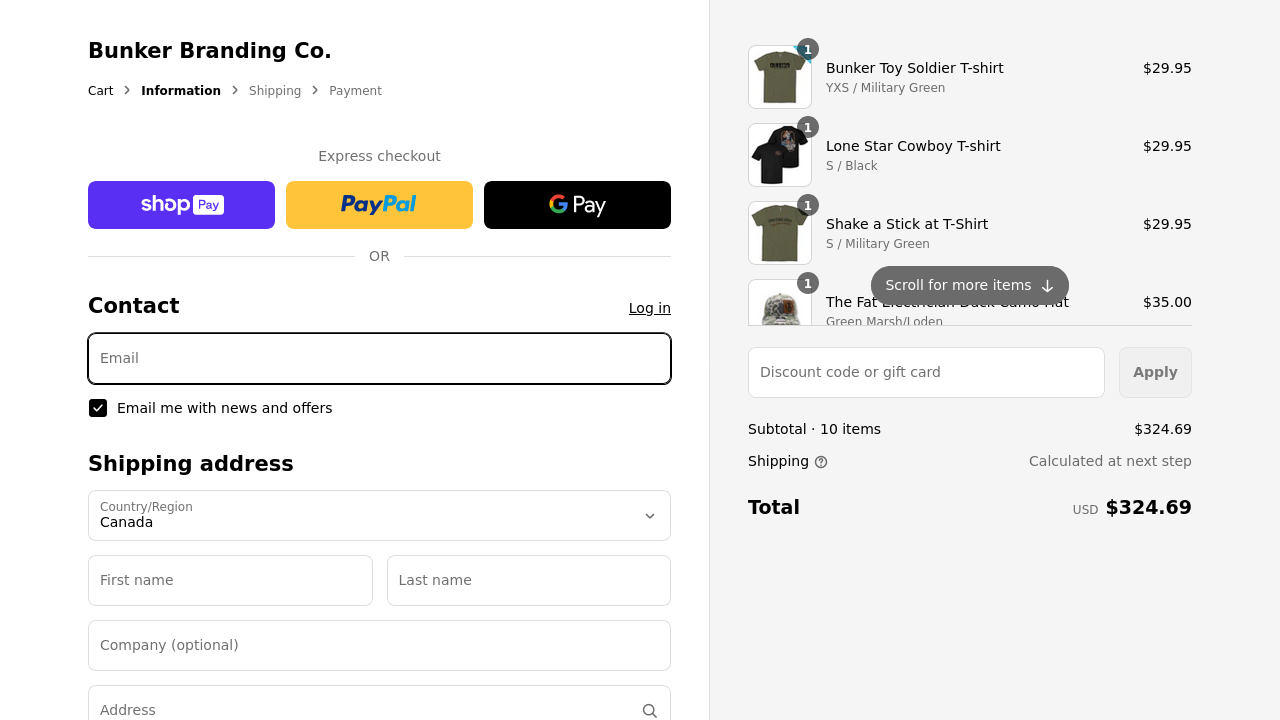 Bunker Branding Co.
Cart > Information > Shipping > Payment
Express checkout
shop Pay
PayPal
G Pay
OR
Contact
Log in
Email
Email me with news and offers
Shipping address
Country/Region
Canada
First name
Last name
Company (optional)
Address
1
Bunker Toy Soldier T-shirt
$29.95
YXS / Military Green
1
Lone Star Cowboy T-shirt
$29.95
S / Black
1
Shake a Stick at T-Shirt
$29.95
S / Military Green
1
The Fat Electrician Duck Camo Hat
$35.00
Green Marsh/Loden
Scroll for more items
Discount code or gift card
Apply
Subtotal · 10 items
$324.69
Shipping
Calculated at next step
Total
USD $324.69